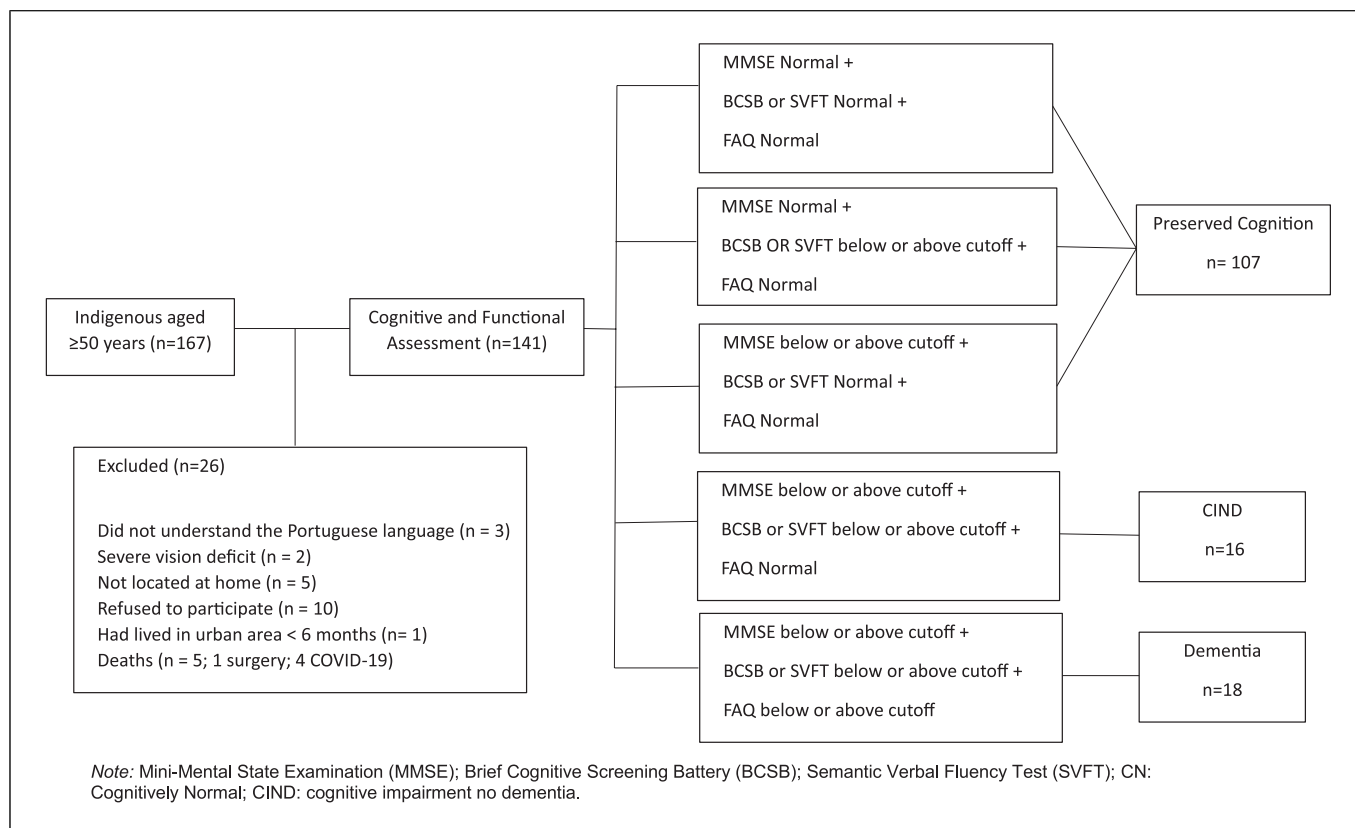 Indigenous aged
≥50 years (n=167)
Excluded (n=26)
Did not understand the Portuguese language (n = 3)
Severe vision deficit (n = 2)
Not located at home (n = 5)
Refused to participate (n = 10)
Had lived in urban area < 6 months (n= 1)
Deaths (n = 5; 1 surgery; 4 COVID-19)
Cognitive and Functional
Assessment (n=141)
MMSE Normal +
BCSB or SVFT Normal +
FAQ Normal
MMSE Normal +
BCSB OR SVFT below or above cutoff +
FAQ Normal
MMSE below or above cutoff +
BCSB or SVFT Normal +
FAQ Normal
MMSE below or above cutoff +
BCSB or SVFT below or above cutoff +
FAQ Normal
MMSE below or above cutoff +
BCSB or SVFT below or above cutoff +
FAQ below or above cutoff
Preserved Cognition
n= 107
CIND
n=16
Dementia
n=18
Note: Mini-Mental State Examination (MMSE); Brief Cognitive Screening Battery (BCSB); Semantic Verbal Fluency Test (SVFT); CN:
Cognitively Normal; CIND: cognitive impairment no dementia.